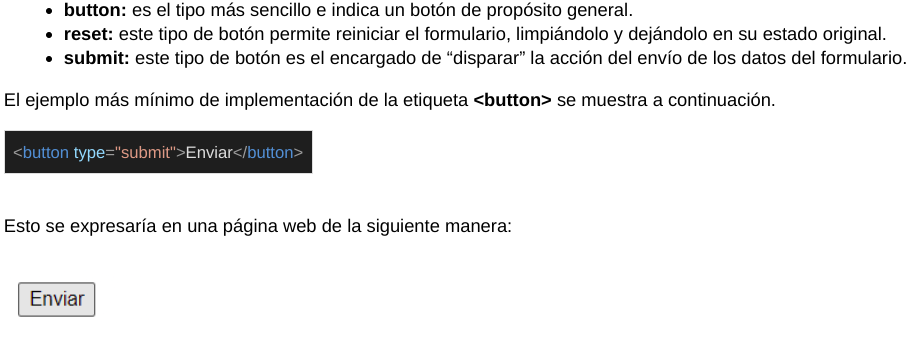 • button: es el tipo más sencillo e indica un botón de propósito general.
• reset: este tipo de botón permite reiniciar el formulario, limpiándolo y dejándolo en su estado original.
• submit: este tipo de botón es el encargado de “disparar” la acción del envío de los datos del formulario.
El ejemplo más mínimo de implementación de la etiqueta <button> se muestra a continuación.
<button type="submit">Enviar</button>
Esto se expresaría en una página web de la siguiente manera:
Enviar